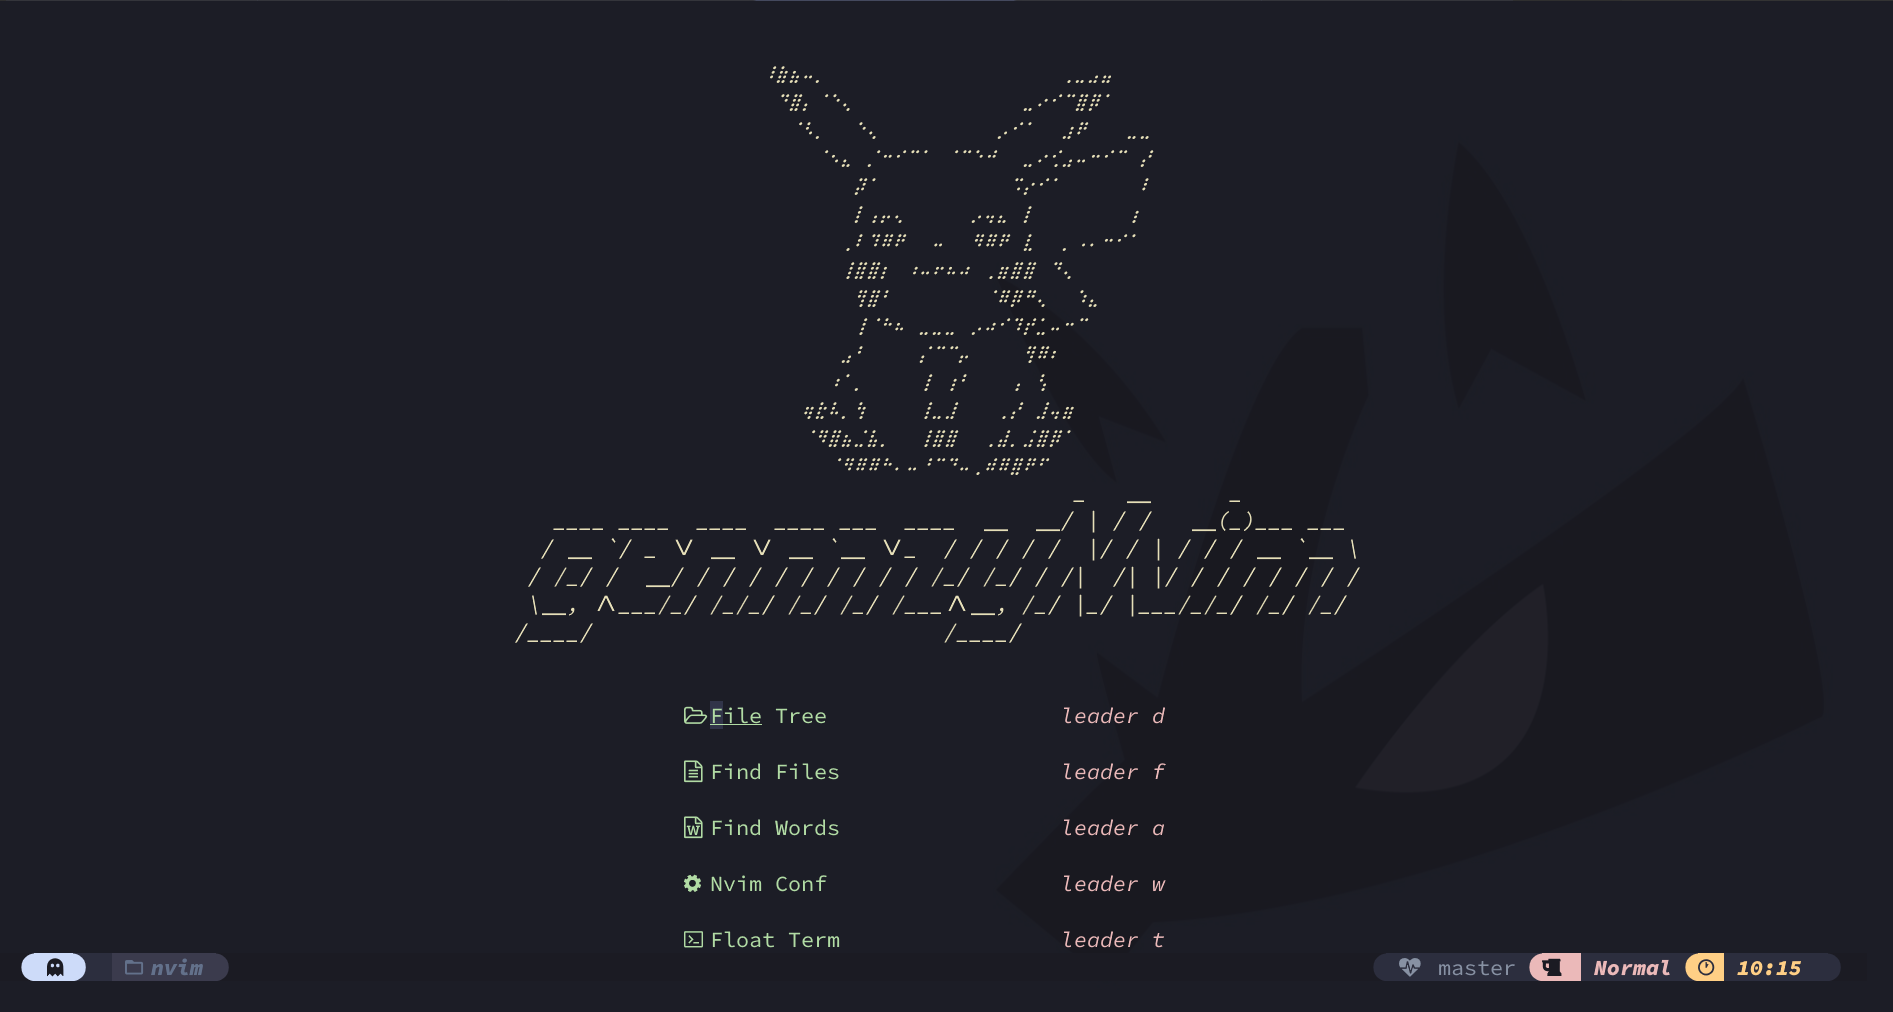 genmzyNvim
File Tree leader d
Find Files leader f
Find Words leader a
Nvim Conf leader w
Float Term leader t
nvim master Normal 10:15